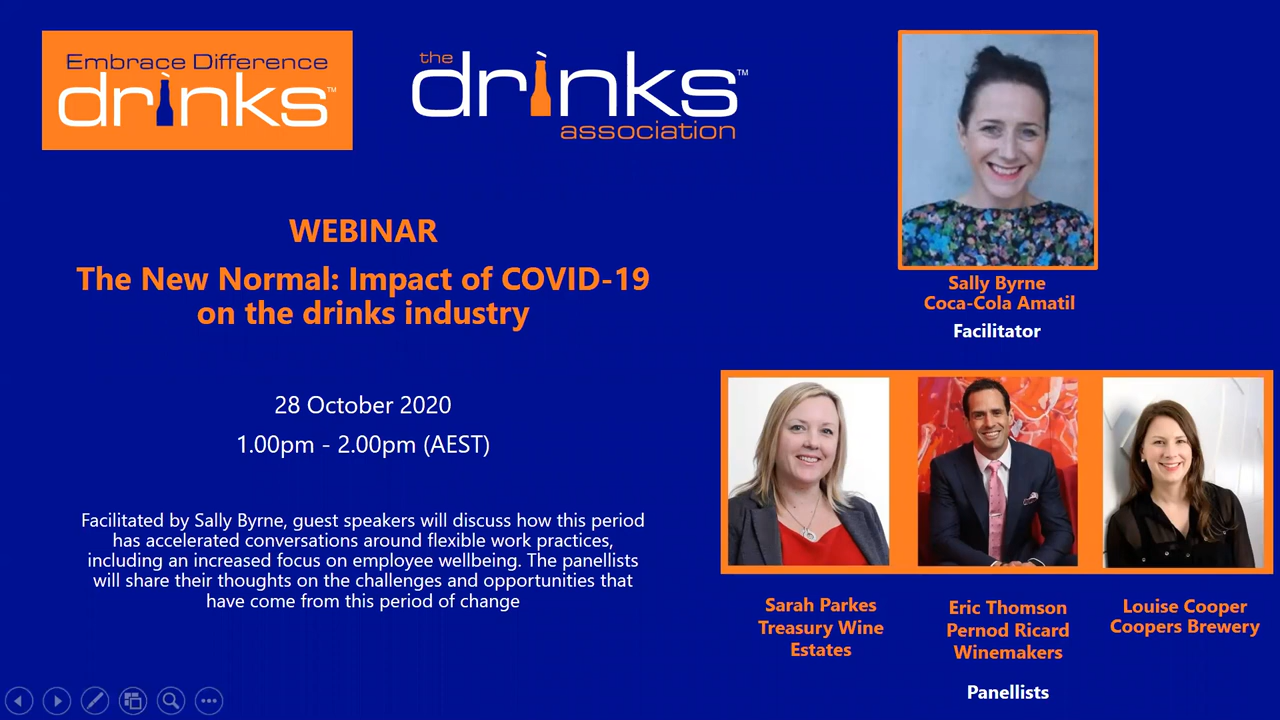 Embrace Difference
drinks™
the
drinks™
association
WEBINAR
The New Normal: Impact of COVID-19
on the drinks industry
28 October 2020
1.00pm - 2.00pm (AEST)
Facilitated by Sally Byrne, guest speakers will discuss how this period
has accelerated conversations around flexible work practices,
including an increased focus on employee wellbeing. The panellists
will share their thoughts on the challenges and opportunities that
have come from this period of change
Sally Byrne
Coca-Cola Amatil
Facilitator
Sarah Parkes
Treasury Wine
Estates
Eric Thomson
Pernod Ricard
Winemakers
Louise Cooper
Coopers Brewery
Panellists